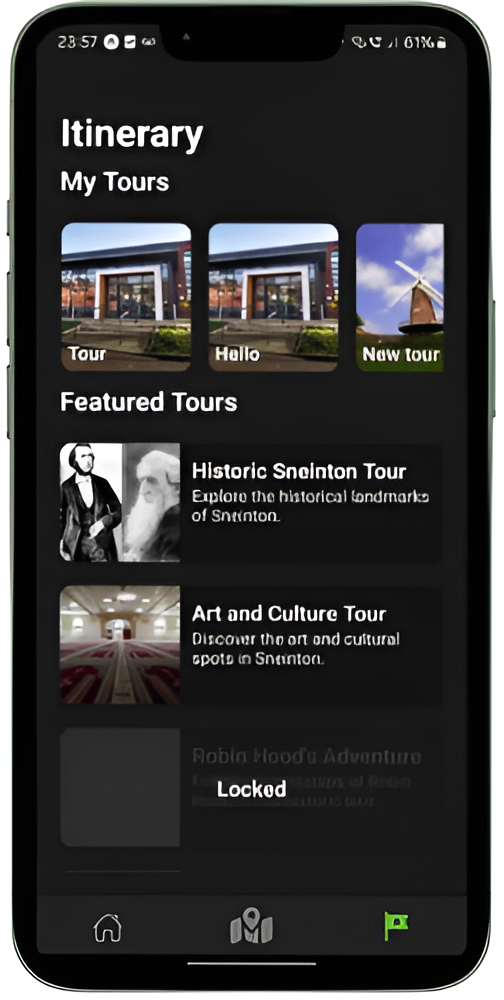 23:57
61%
Itinerary
My Tours
Tour
Hello
New tour
Featured Tours
Historic Sneinton Tour
Explore the historical landmarks
of Sneinton.
Art and Culture Tour
Discover the art and cultural
spots in Sneinton.
Robin Hood's Adventure
Locked